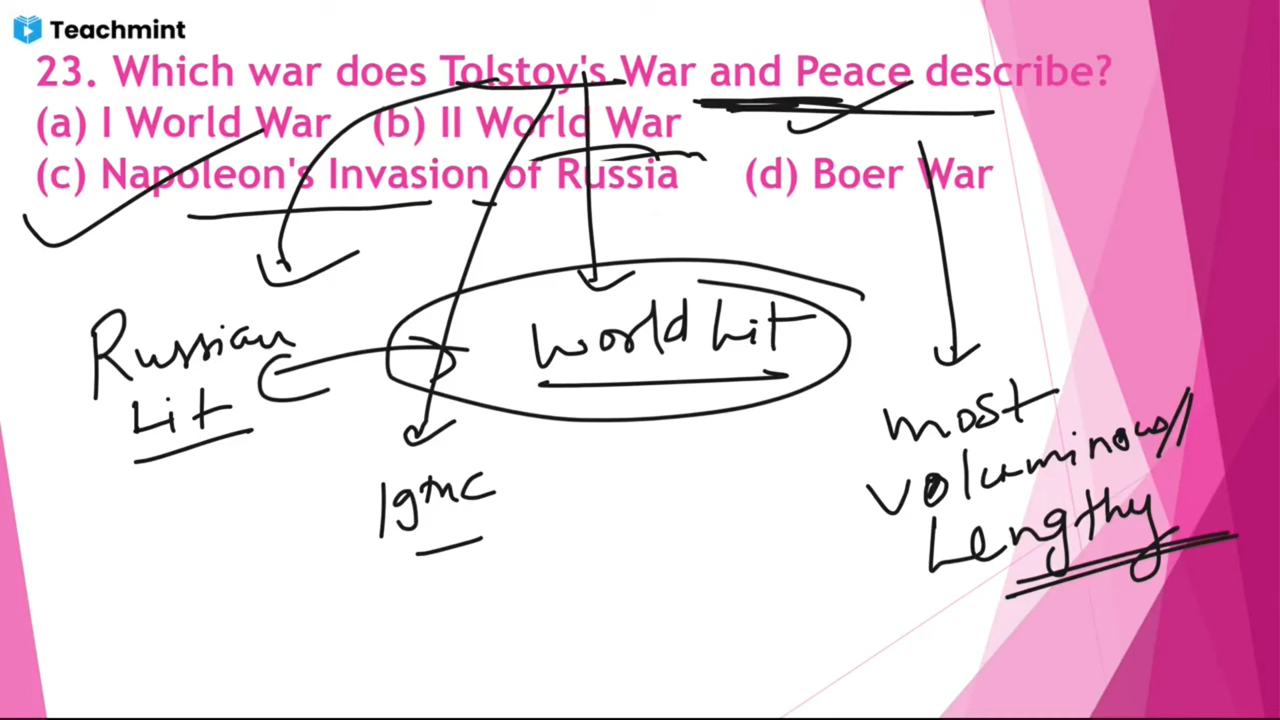 Teachmint
23. Which war does Tolstoy's War and Peace describe?
(a) I World War (b) II World War
(c) Napoleon's Invasion of Russia (d) Boer War
Russian
Lit
World Lit
19th C
most
voluminous/
Lengthy